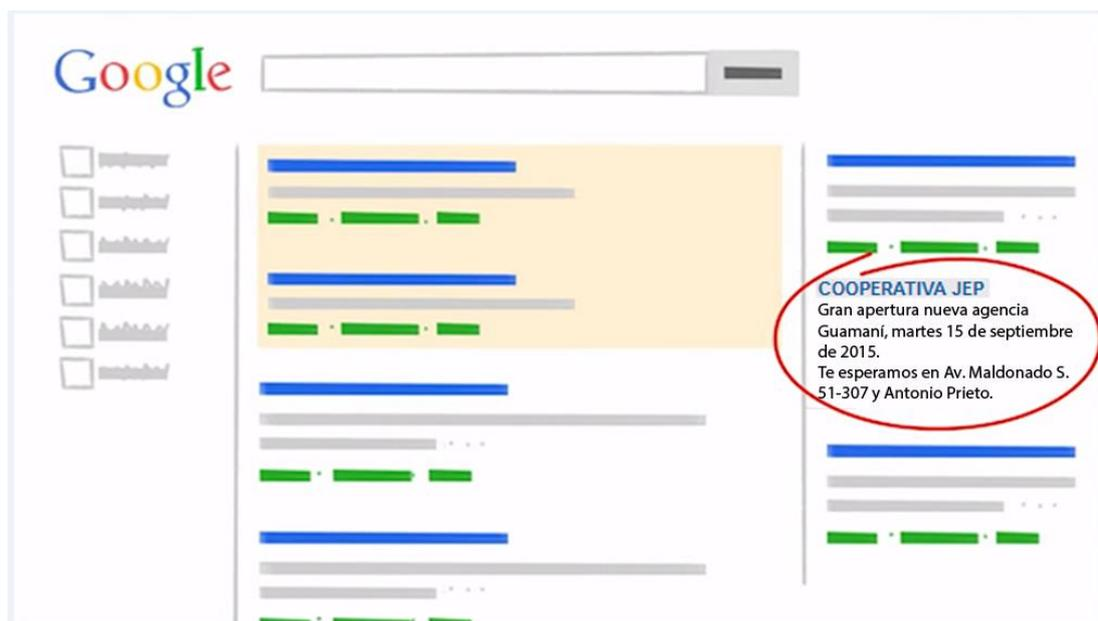 Google
COOPERATIVA JEP
Gran apertura nueva agencia
Guamaní, martes 15 de septiembre
de 2015.
Te esperamos en Av. Maldonado S.
51-307 y Antonio Prieto.